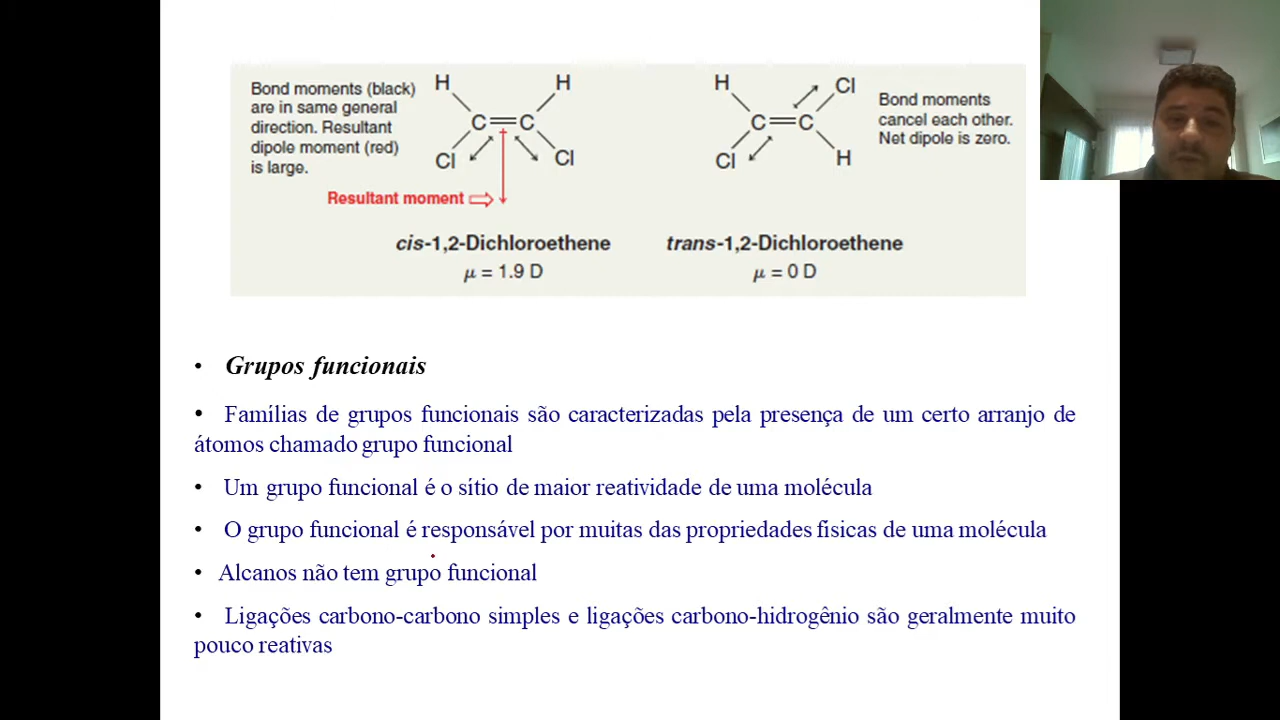 Bond moments (black)
are in same general
direction. Resultant
dipole moment (red)
is large.
H H
C C
Cl Cl
Resultant moment
cis-1,2-Dichloroethene
μ = 1.9 D
H Cl
C C
Cl H
Bond moments
cancel each other.
Net dipole is zero.
trans-1,2-Dichloroethene
μ = 0 D
• Grupos funcionais
• Famílias de grupos funcionais são caracterizadas pela presença de um certo arranjo de
átomos chamado grupo funcional
• Um grupo funcional é o sítio de maior reatividade de uma molécula
• O grupo funcional é responsável por muitas das propriedades físicas de uma molécula
• Alcanos não tem grupo funcional
• Ligações carbono-carbono simples e ligações carbono-hidrogênio são geralmente muito
pouco reativas